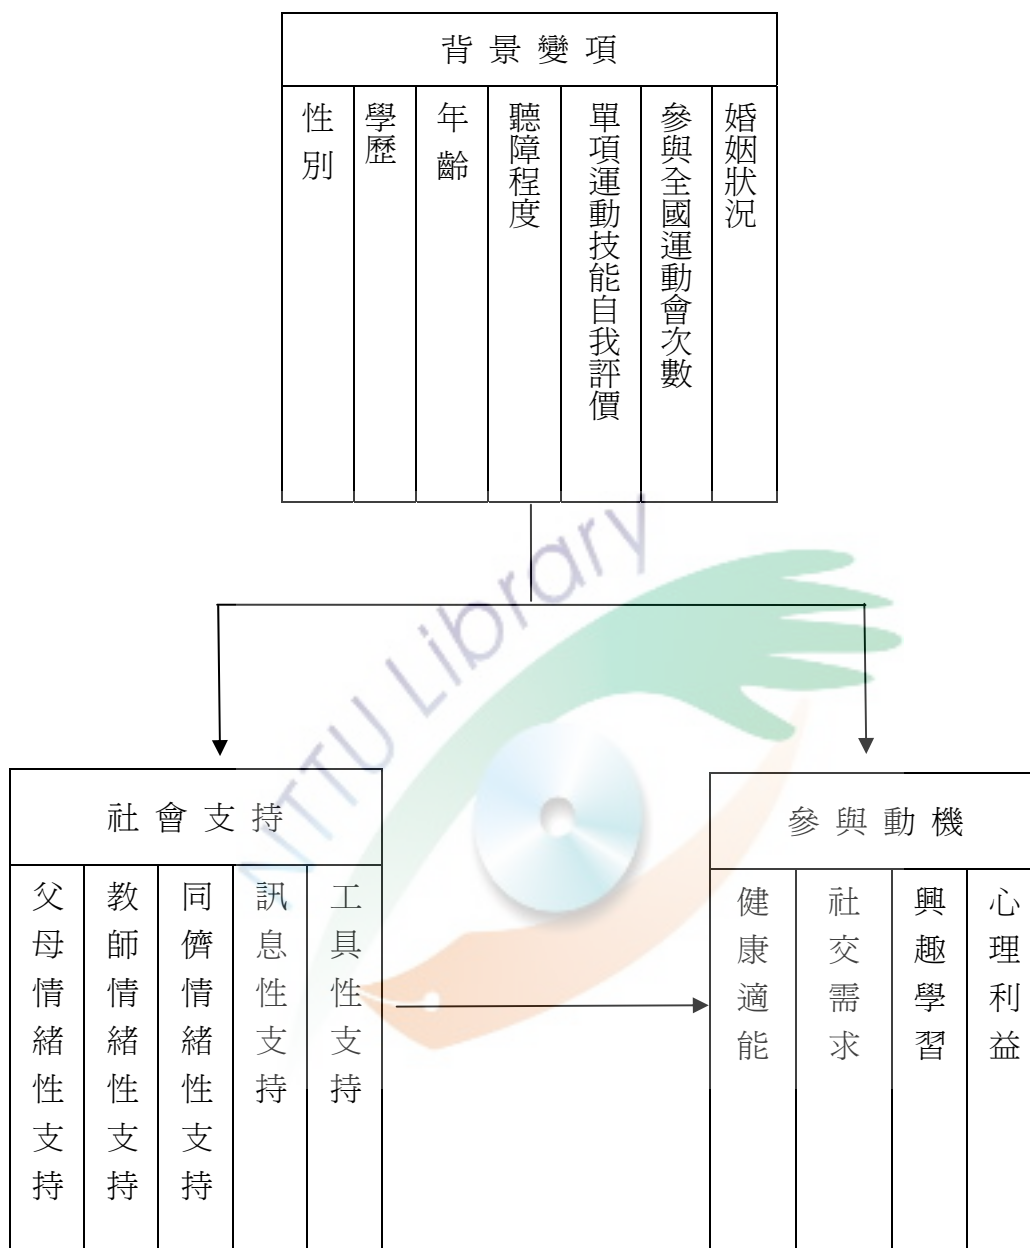 背景變項
性別
學歷
年齡
聽障程度
單項運動技能自我評價
參與全國運動會次數
婚姻狀況
NTTU Library
社會支持
父母情緒性支持
教師情緒性支持
同儕情緒性支持
訊息性支持
工具性支持
參與動機
健康適能
社交需求
興趣學習
心理利益